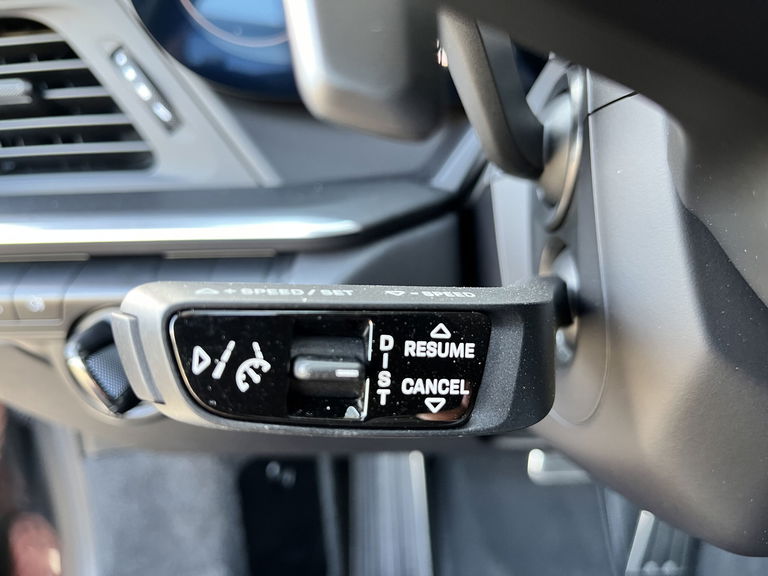 + SPEED / SET - SPEED
DIST
RESUME
CANCEL